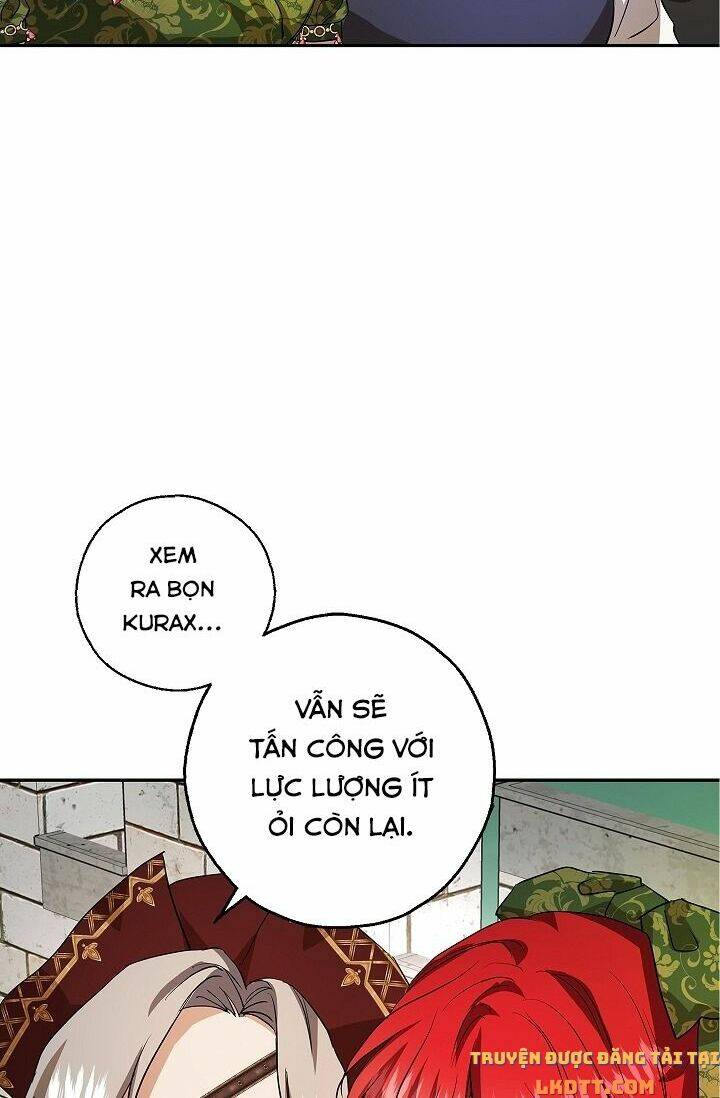 XEM
RA BỌN
KURAX...
VẪN SẼ
TẤN CÔNG VỚI
LỰC LƯỢNG ÍT
ỎI CÒN LẠI.
TRUYỆN ĐƯỢC ĐĂNG TẢI TẠI
LKDTT.COM